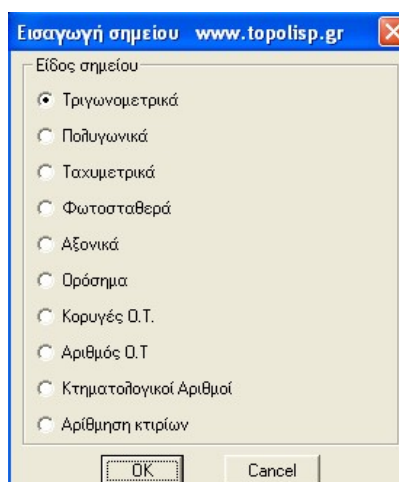 Εισαγωγή σημείου www.topolisp.gr
Είδος σημείου
Τριγωνομετρικά
Πολυγωνικά
Ταχυμετρικά
Φωτοσταθερά
Αξονικά
Ορόσημα
Κορυγές Ο.Τ.
Αριθμός Ο.Τ
Κτηματολογικοί Αριθμοί
Αρίθμηση κτιρίων
OK Cancel